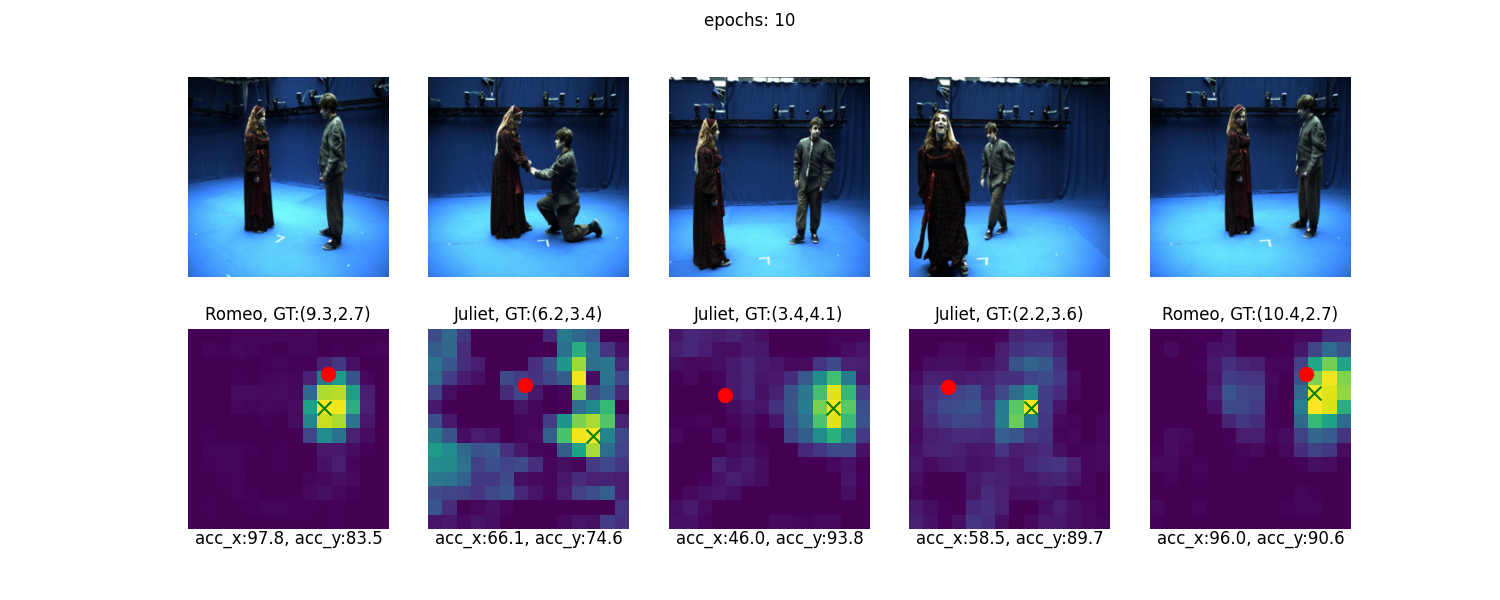 epochs: 10
Romeo, GT:(9.3,2.7)
Juliet, GT:(6.2,3.4)
Juliet, GT:(3.4,4.1)
Juliet, GT:(2.2,3.6)
Romeo, GT:(10.4,2.7)
acc_x:97.8, acc_y:83.5
acc_x:66.1, acc_y:74.6
acc_x:46.0, acc_y:93.8
acc_x:58.5, acc_y:89.7
acc_x:96.0, acc_y:90.6